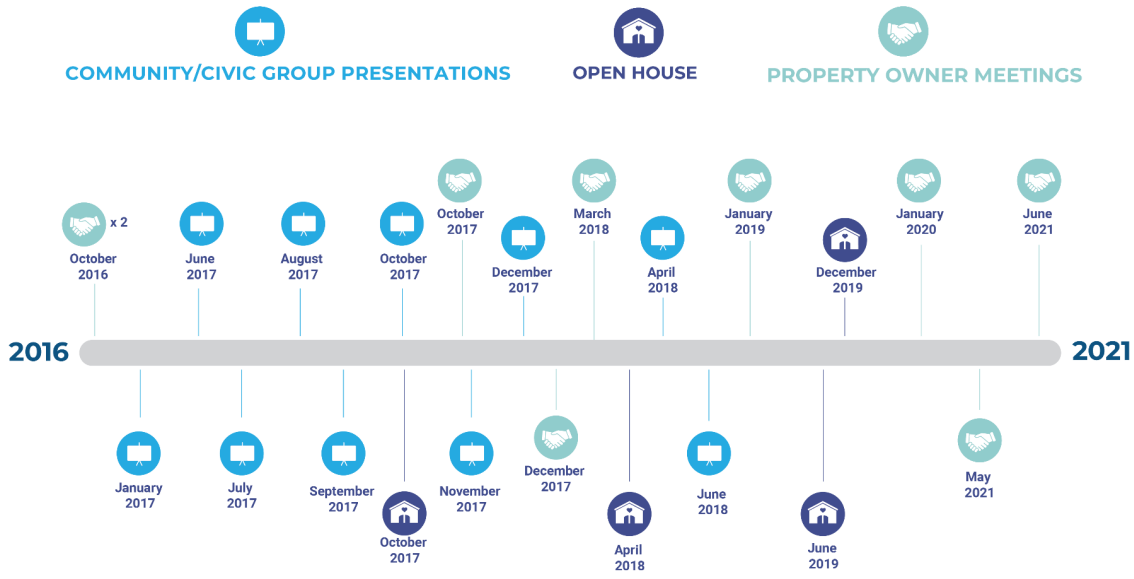 COMMUNITY/CIVIC GROUP PRESENTATIONS
OPEN HOUSE
PROPERTY OWNER MEETINGS
x 2
October
2016
June
2017
August
2017
October
2017
October
2017
December
2017
March
2018
April
2018
January
2019
December
2019
January
2020
June
2021
2016
2021
January
2017
July
2017
September
2017
October
2017
November
2017
December
2017
April
2018
June
2018
June
2019
May
2021